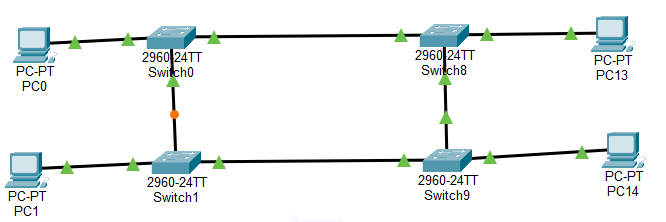 PC-PT
PC0
2960-24TT
Switch0
2960-24TT
Switch8
PC-PT
PC13
PC-PT
PC1
2960-24TT
Switch1
2960-24TT
Switch9
PC-PT
PC14